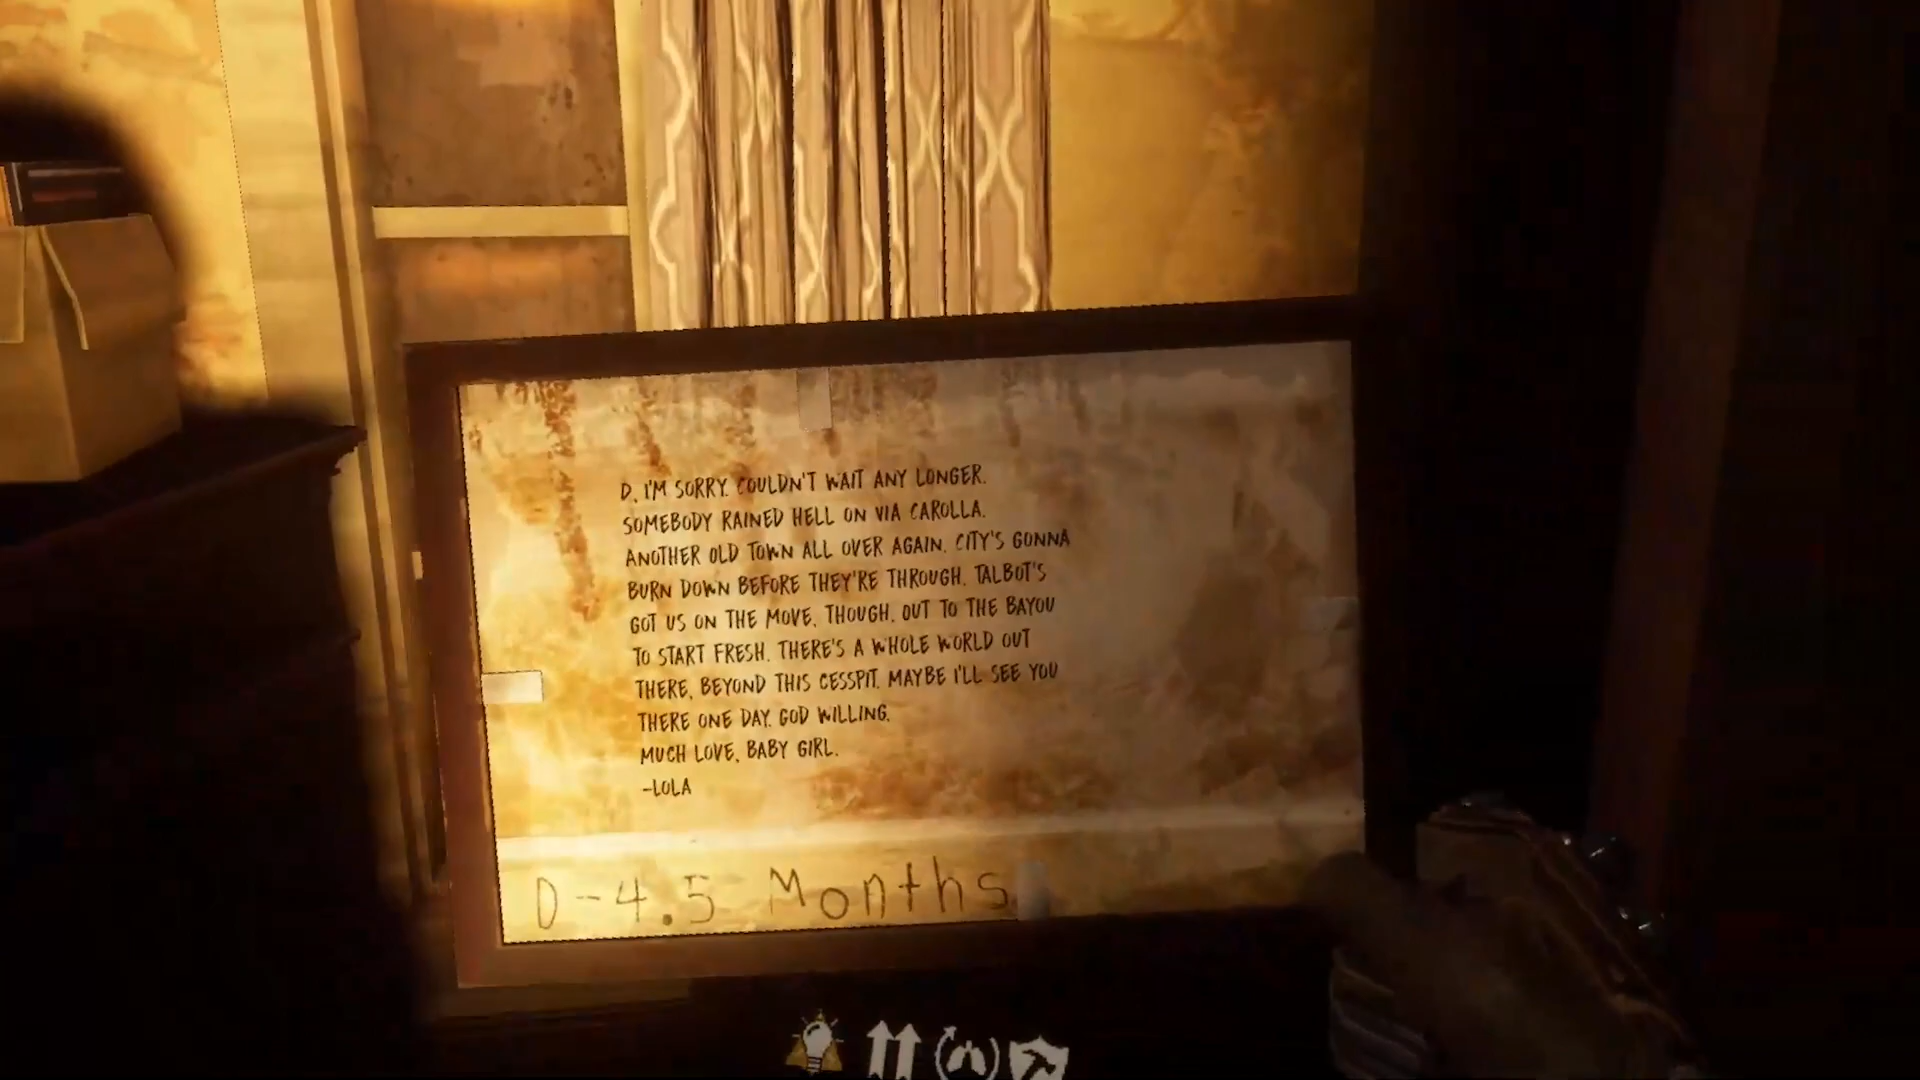 D, I'M SORRY. COULDN'T WAIT ANY LONGER.
SOMEBODY RAINED HELL ON VIA CAROLLA.
ANOTHER OLD TOWN ALL OVER AGAIN. CITY'S GONNA
BURN DOWN BEFORE THEY'RE THROUGH. TALBOT'S
GOT US ON THE MOVE, THOUGH. OUT TO THE BAYOU
TO START FRESH. THERE'S A WHOLE WORLD OUT
THERE, BEYOND THIS CESSPIT. MAYBE I'LL SEE YOU
THERE ONE DAY. GOD WILLING.
MUCH LOVE, BABY GIRL.
-LOLA
D-4.5 Months